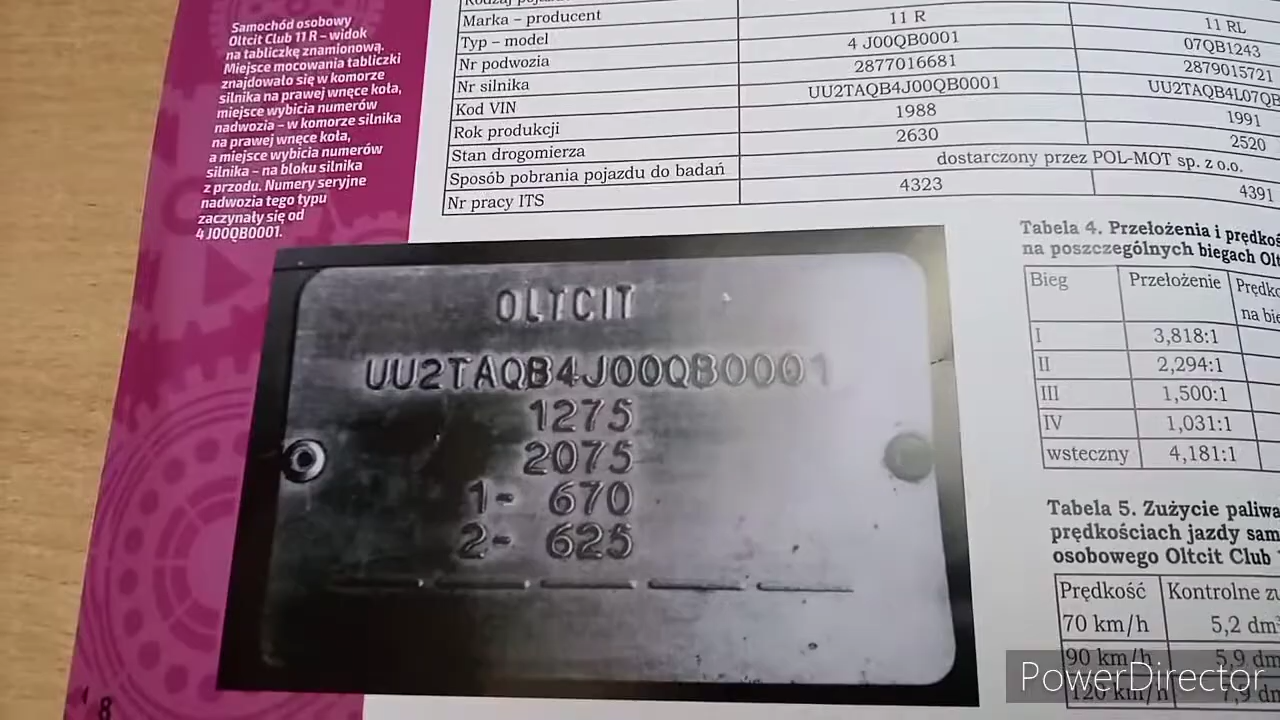 Samochód osobowy
Oltcit Club 11 R – widok
na tabliczkę znamionową.
Miejsce mocowania tabliczki
znajdowało się w komorze
silnika na prawej wnęce koła,
miejsce wybicia numerów
nadwozia – w komorze silnika
na prawej wnęce koła,
a miejsce wybicia numerów
silnika – na bloku silnika
z przodu. Numery seryjne
nadwozia tego typu
zaczynały się od
4 J00QB0001.
Marka – producent
Typ – model 11 R 11 RL
Nr podwozia 4 J00QB0001 07QB1243
Nr silnika 2877016681 2879015721
Kod VIN UU2TAQB4J00QB0001 UU2TAQB4L07QB
Rok produkcji 1988 1991
Stan drogomierza 2630 2520
Sposób pobrania pojazdu do badań dostarczony przez POL-MOT sp. z o.o.
Nr pracy ITS 4323 4391
OLTCIT
UU2TAQB4J00QB0001
1275
2075
1- 670
2- 625
Tabela 4. Przełożenia i
na poszczególnych biegach
Bieg Przełożenie
na
I 3,818:1
II 2,294:1
III 1,500:1
IV 1,031:1
wsteczny 4,181:1
Tabela 5. Zużycie paliwa
prędkościach jazdy
osobowego Oltcit Club
Prędkość Kontrolne
70 km/h 5,2
90 km/h 5,9
120 km/h 7,9
8
PowerDirector